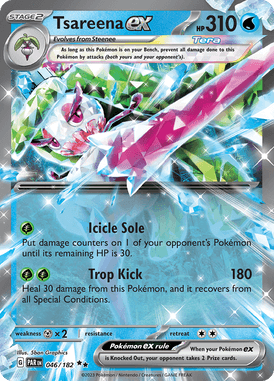 STAGE 2 Tsareena ex HP 310
Evolves from Steenee
Tera
As long as this Pokémon is on your Bench, prevent all damage done to this
Pokémon by attacks (both yours and your opponent's).
Icicle Sole
Put damage counters on 1 of your opponent's Pokémon
until its remaining HP is 30.
Trop Kick 180
Heal 30 damage from this Pokémon, and it recovers from
all Special Conditions.
weakness ×2 resistance retreat
Illus. 5ban Graphics
Pokémon ex rule
When your Pokémon ex
is Knocked Out, your opponent takes 2 Prize cards.
PAR EN 046/182
©2023 Pokémon / Nintendo / Creatures / GAME FREAK